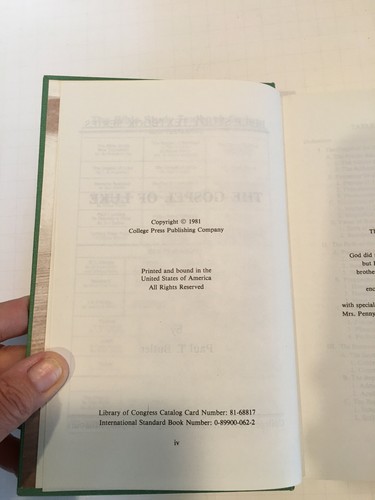 Copyright © 1981
College Press Publishing Company
Printed and bound in the
United States of America
All Rights Reserved
Library of Congress Catalog Card Number: 81-68817
International Standard Book Number: 0-89900-062-2
iv
God did
but
brothe
with special
Mrs. Penny